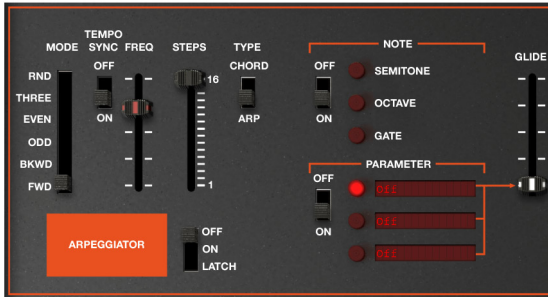 NOTE
TEMPO
MODE SYNC FREQ STEPS TYPE GLIDE
OFF CHORD OFF
RND 16 SEMITONE
THREE
EVEN OCTAVE
ON ARP ON
ODD GATE
BKWD PARAMETER
FWD 1 OFF Off
ON Off
OFF
ARPEGGIATOR ON Off
LATCH